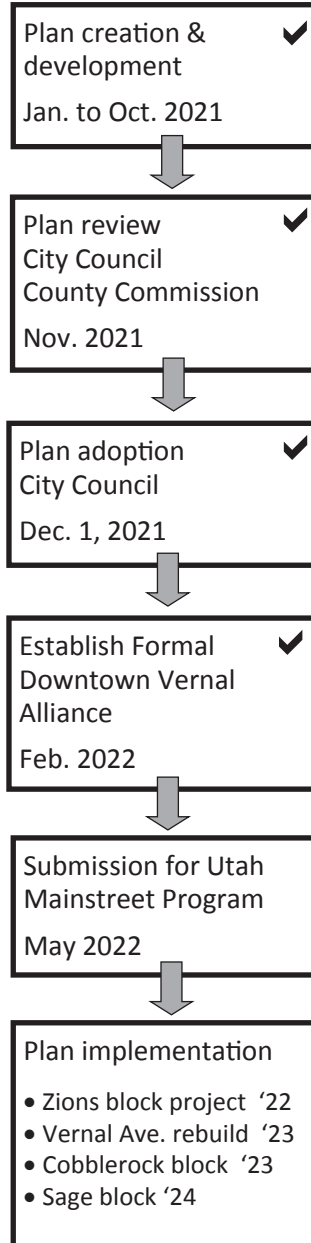 Plan creation &
development
Jan. to Oct. 2021
Plan review
City Council
County Commission
Nov. 2021
Plan adoption
City Council
Dec. 1, 2021
Establish Formal
Downtown Vernal
Alliance
Feb. 2022
Submission for Utah
Mainstreet Program
May 2022
Plan implementation
• Zions block project ‘22
• Vernal Ave. rebuild ‘23
• Cobblerock block ‘23
• Sage block ‘24